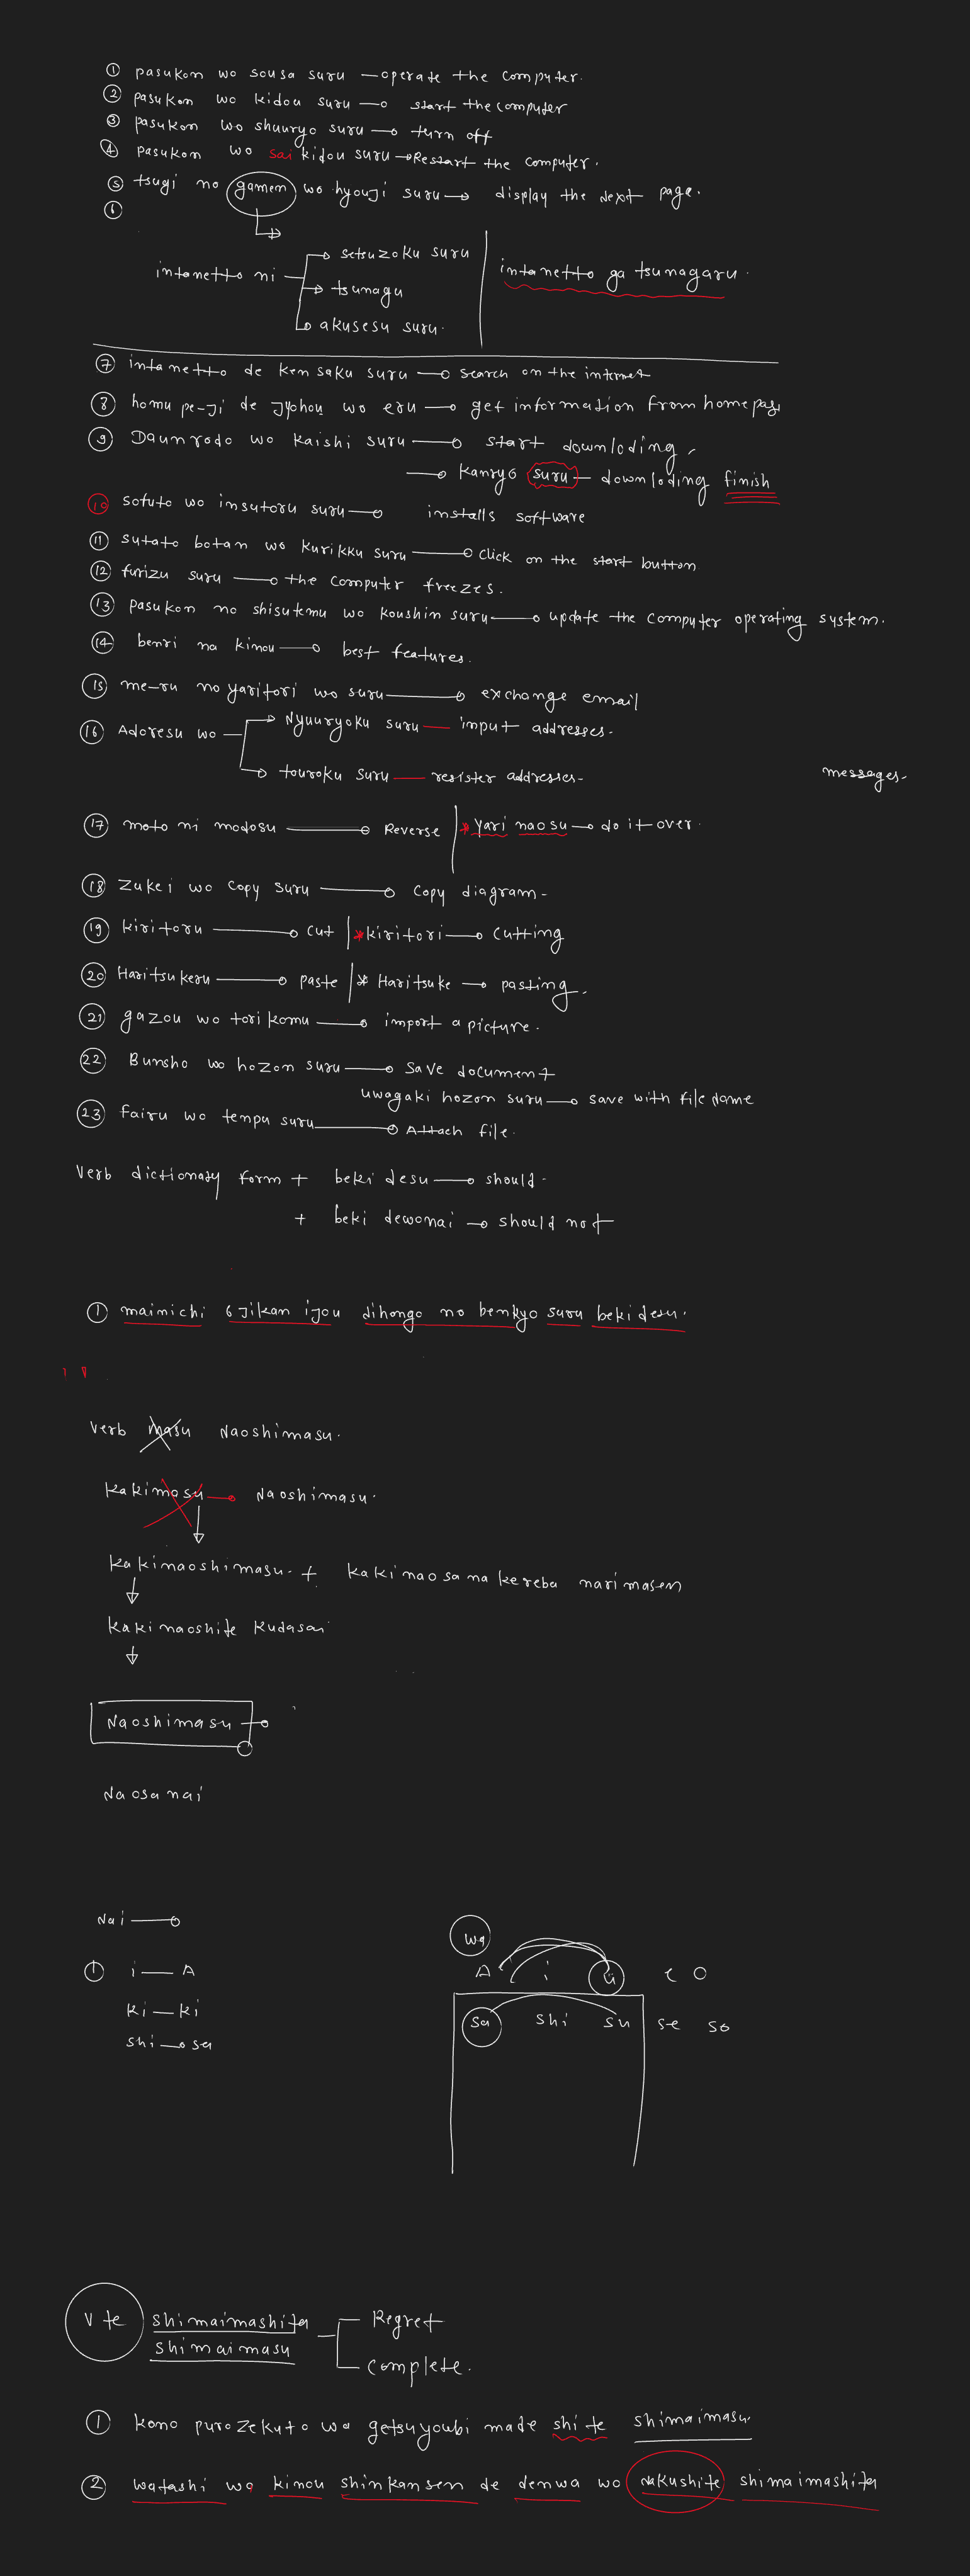 ① pasukon wo sousa suru — operate the computer.
② pasukon wo kidou suru → start the computer
③ pasukon wo shuuryo suru → turn off
④ pasukon wo sai kidou suru → Restart the computer.
⑤ tsugi no gamen wo hyouji suru → display the next page.
⑥
intanetto ni → setsuzoku suru
→ tsunagu
→ akusesu suru.
intanetto ga tsunagaru.
⑦ intanetto de kensaku suru → search on the internet
⑧ homu pe-ji de Jyohou wo eru → get information from homepag
⑨ Daunrodo wo kaishi suru → start downloding
→ Kanryo suru — downloding finish
⑩ sofuto wo insutoru suru → installs software
⑪ sutato botan wo kurikku suru → click on the start button
⑫ furizu suru → the computer freezes.
⑬ pasukon no shisutemu wo koushin suru → update the computer operating system.
⑭ benri na kinou → best features.
⑮ me-ru no yaritori wo suru → exchange email
⑯ Adoresu wo → Nyuuryoku suru — input addresses.
→ touroku suru — resister addresses.
messages.
⑰ moto ni modosu → Reverse | * Yari naosu → do it over.
⑱ Zukei wo copy suru → copy diagram.
⑲ kiritoru → cut | * kiritori → cutting
⑳ Haritsukeru → paste | * Haritsuke → pasting.
㉑ gazou wo torikomu → import a picture.
㉒ Bunsho wo hozon suru → save document
uwagaki hozon suru → save with file name
㉓ fairu wo tenpu suru → Attach file.
Verb dictionary form + beki desu → should.
+ beki dewanai → should not
① mainichi 6 Jikan ijou nihongo no benkyo suru beki desu.
Verb masu Naoshimasu.
kakimasu → Naoshimasu.
kakinaoshimasu. + kakinaosanakereba narimasen
kakinaoshite kudasai
Naoshimasu
Naosanai
Nai
① i — A
ki — ki
shi → sa
wa
A i u e o
sa shi su se so
V te shimaimashita
shimaimasu
Regret
complete.
① kono purozekuto wa getsuyoubi made shi te shimaimasu.
② watashi wa kinou shinkansen de denwa wo nakushite shimaimashita